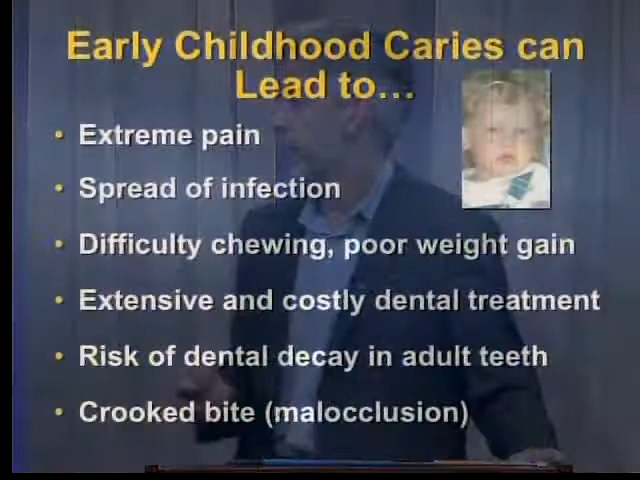 Early Childhood Caries can
Lead to…
• Extreme pain
• Spread of infection
• Difficulty chewing, poor weight gain
• Extensive and costly dental treatment
• Risk of dental decay in adult teeth
• Crooked bite (malocclusion)